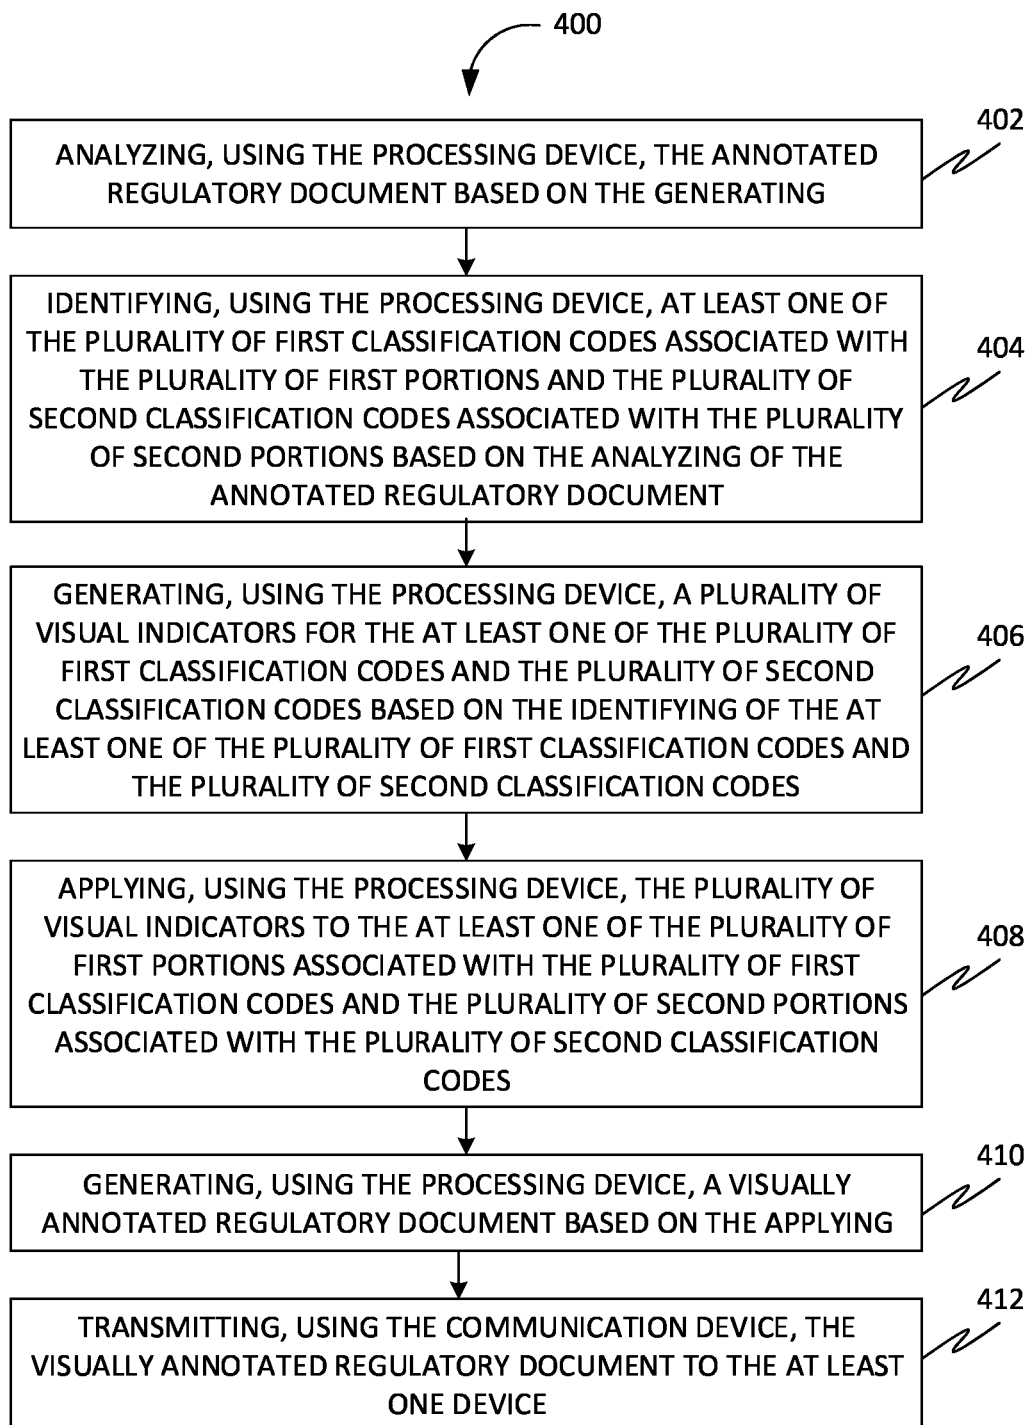 400
402
ANALYZING, USING THE PROCESSING DEVICE, THE ANNOTATED
REGULATORY DOCUMENT BASED ON THE GENERATING
404
IDENTIFYING, USING THE PROCESSING DEVICE, AT LEAST ONE OF
THE PLURALITY OF FIRST CLASSIFICATION CODES ASSOCIATED WITH
THE PLURALITY OF FIRST PORTIONS AND THE PLURALITY OF
SECOND CLASSIFICATION CODES ASSOCIATED WITH THE PLURALITY
OF SECOND PORTIONS BASED ON THE ANALYZING OF THE
ANNOTATED REGULATORY DOCUMENT
406
GENERATING, USING THE PROCESSING DEVICE, A PLURALITY OF
VISUAL INDICATORS FOR THE AT LEAST ONE OF THE PLURALITY OF
FIRST CLASSIFICATION CODES AND THE PLURALITY OF SECOND
CLASSIFICATION CODES BASED ON THE IDENTIFYING OF THE AT
LEAST ONE OF THE PLURALITY OF FIRST CLASSIFICATION CODES AND
THE PLURALITY OF SECOND CLASSIFICATION CODES
408
APPLYING, USING THE PROCESSING DEVICE, THE PLURALITY OF
VISUAL INDICATORS TO THE AT LEAST ONE OF THE PLURALITY OF
FIRST PORTIONS ASSOCIATED WITH THE PLURALITY OF FIRST
CLASSIFICATION CODES AND THE PLURALITY OF SECOND PORTIONS
ASSOCIATED WITH THE PLURALITY OF SECOND CLASSIFICATION
CODES
410
GENERATING, USING THE PROCESSING DEVICE, A VISUALLY
ANNOTATED REGULATORY DOCUMENT BASED ON THE APPLYING
412
TRANSMITTING, USING THE COMMUNICATION DEVICE, THE
VISUALLY ANNOTATED REGULATORY DOCUMENT TO THE AT LEAST
ONE DEVICE